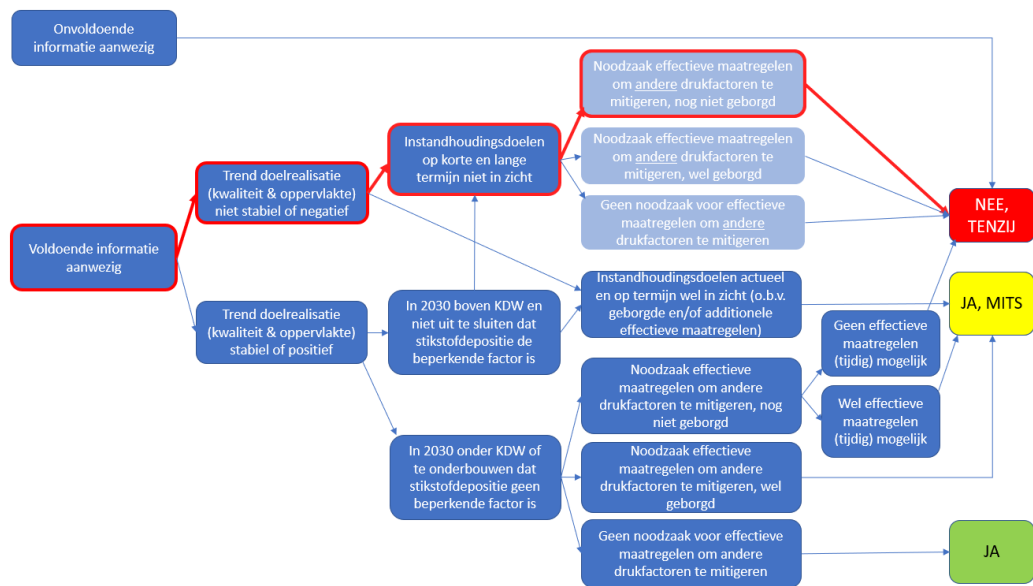 Onvoldoende
informatie aanwezig
Noodzaak effectieve maatregelen
om andere drukfactoren te
mitigeren, nog niet geborgd
Instandhoudingsdoelen
op korte en lange
termijn niet in zicht
Noodzaak effectieve maatregelen
om andere drukfactoren te
mitigeren, wel geborgd
Trend doelrealisatie
(kwaliteit & oppervlakte)
niet stabiel of negatief
Geen noodzaak voor effectieve
maatregelen om andere
drukfactoren te mitigeren
NEE,
TENZIJ
Voldoende informatie
aanwezig
Instandhoudingsdoelen actueel
en op termijn wel in zicht (o.b.v.
geborgde en/of additionele
effectieve maatregelen)
JA, MITS
Trend doelrealisatie
(kwaliteit & oppervlakte)
stabiel of positief
In 2030 boven KDW en
niet uit te sluiten dat
stikstofdepositie de
beperkende factor is
Geen effectieve
maatregelen
(tijdig) mogelijk
Noodzaak effectieve
maatregelen om andere
drukfactoren te mitigeren, nog
niet geborgd
Wel effectieve
maatregelen
(tijdig) mogelijk
In 2030 onder KDW of
te onderbouwen dat
stikstofdepositie geen
beperkende factor is
Noodzaak effectieve
maatregelen om andere
drukfactoren te mitigeren, wel
geborgd
Geen noodzaak voor effectieve
maatregelen om andere
drukfactoren te mitigeren
JA